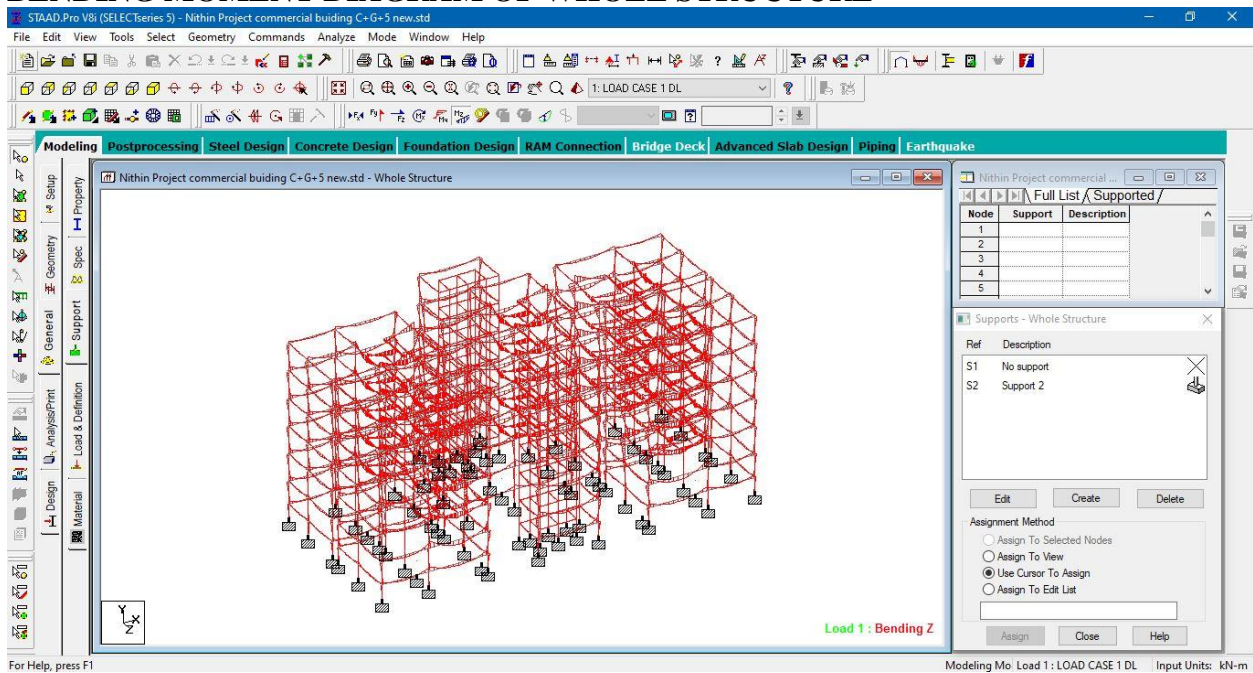 BENDING MOMENT DIAGRAM OF WHOLE STRUCTURE
STAAD.Pro V8i (SELECTseries 5) - Nithin Project commercial buiding C+G+5 new.std
File Edit View Tools Select Geometry Commands Analyze Mode Window Help
1: LOAD CASE 1 DL
Modeling Postprocessing Steel Design Concrete Design Foundation Design RAM Connection Bridge Deck Advanced Slab Design Piping Earthquake
Setup
Geometry
General
Analysis/Print
Design
Property
Spec
Support
Load & Definition
Material
Nithin Project commercial buiding C+G+5 new.std - Whole Structure
Y
X
Z
Load 1 : Bending Z
Nithin Project commercial ...
Full List Supported
Node Support Description
1
2
3
4
5
Supports - Whole Structure
Ref Description
S1 No support
S2 Support 2
Edit Create Delete
Assignment Method
Assign To Selected Nodes
Assign To View
Use Cursor To Assign
Assign To Edit List
Assign Close Help
For Help, press F1
Modeling Mo Load 1 : LOAD CASE 1 DL Input Units: kN-m